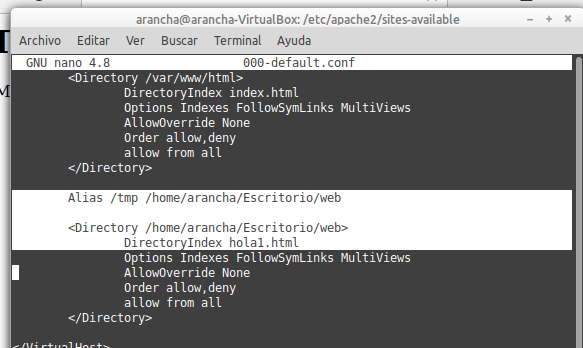 arancha@arancha-VirtualBox: /etc/apache2/sites-available
Archivo Editar Ver Buscar Terminal Ayuda
GNU nano 4.8 000-default.conf
<Directory /var/www/html>
DirectoryIndex index.html
Options Indexes FollowSymLinks MultiViews
AllowOverride None
Order allow,deny
allow from all
</Directory>
Alias /tmp /home/arancha/Escritorio/web
<Directory /home/arancha/Escritorio/web>
DirectoryIndex hola1.html
Options Indexes FollowSymLinks MultiViews
AllowOverride None
Order allow,deny
allow from all
</Directory>
</VirtualHost>